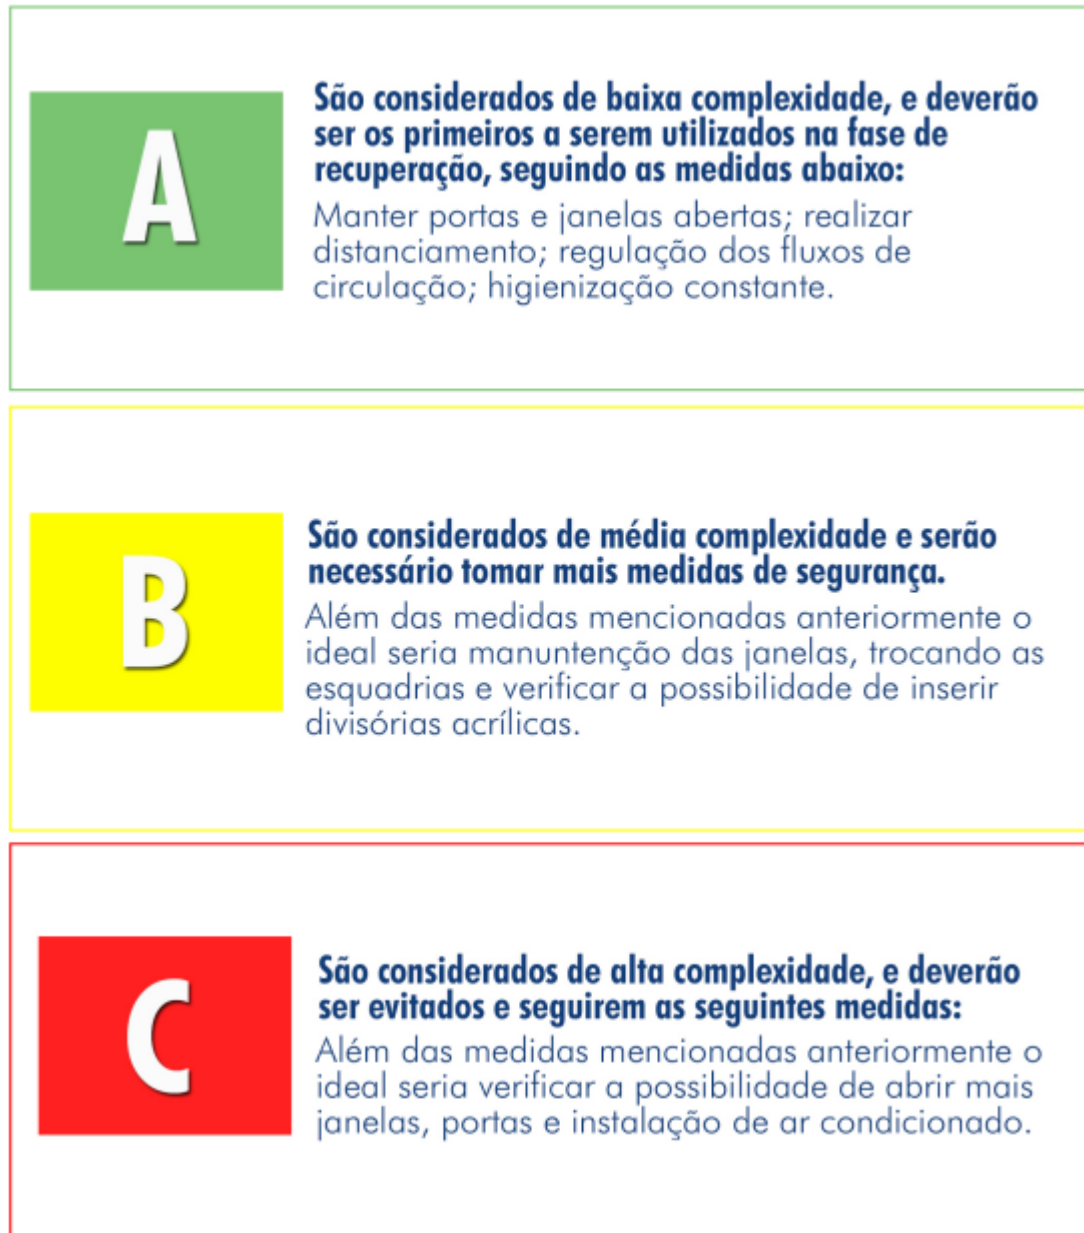 A
São considerados de baixa complexidade, e deverão
ser os primeiros a serem utilizados na fase de
recuperação, seguindo as medidas abaixo:
Manter portas e janelas abertas; realizar
distanciamento; regulação dos fluxos de
circulação; higienização constante.
B
São considerados de média complexidade e serão
necessário tomar mais medidas de segurança.
Além das medidas mencionadas anteriormente o
ideal seria manuntenção das janelas, trocando as
esquadrias e verificar a possibilidade de inserir
divisórias acrílicas.
C
São considerados de alta complexidade, e deverão
ser evitados e seguirem as seguintes medidas:
Além das medidas mencionadas anteriormente o
ideal seria verificar a possibilidade de abrir mais
janelas, portas e instalação de ar condicionado.